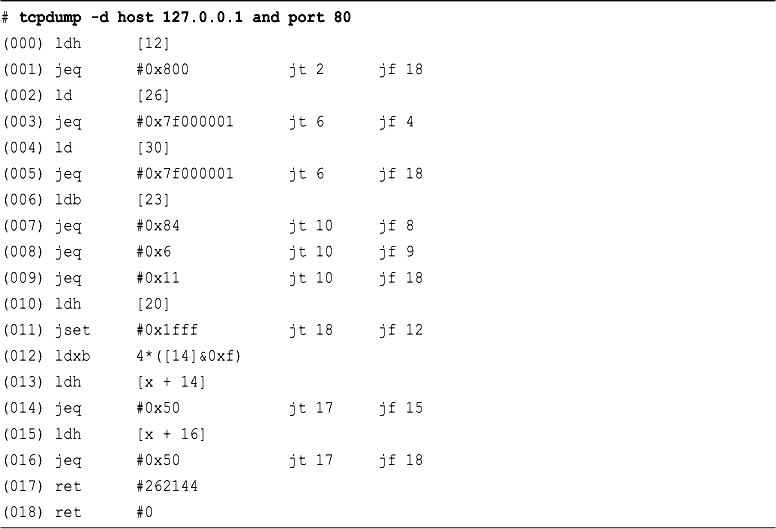 # tcpdump -d host 127.0.0.1 and port 80
(000) ldh [12]
(001) jeq #0x800 jt 2 jf 18
(002) ld [26]
(003) jeq #0x7f000001 jt 6 jf 4
(004) ld [30]
(005) jeq #0x7f000001 jt 6 jf 18
(006) ldb [23]
(007) jeq #0x84 jt 10 jf 8
(008) jeq #0x6 jt 10 jf 9
(009) jeq #0x11 jt 10 jf 18
(010) ldh [20]
(011) jset #0x1fff jt 18 jf 12
(012) ldxb 4*([14]&0xf)
(013) ldh [x + 14]
(014) jeq #0x50 jt 17 jf 15
(015) ldh [x + 16]
(016) jeq #0x50 jt 17 jf 18
(017) ret #262144
(018) ret #0